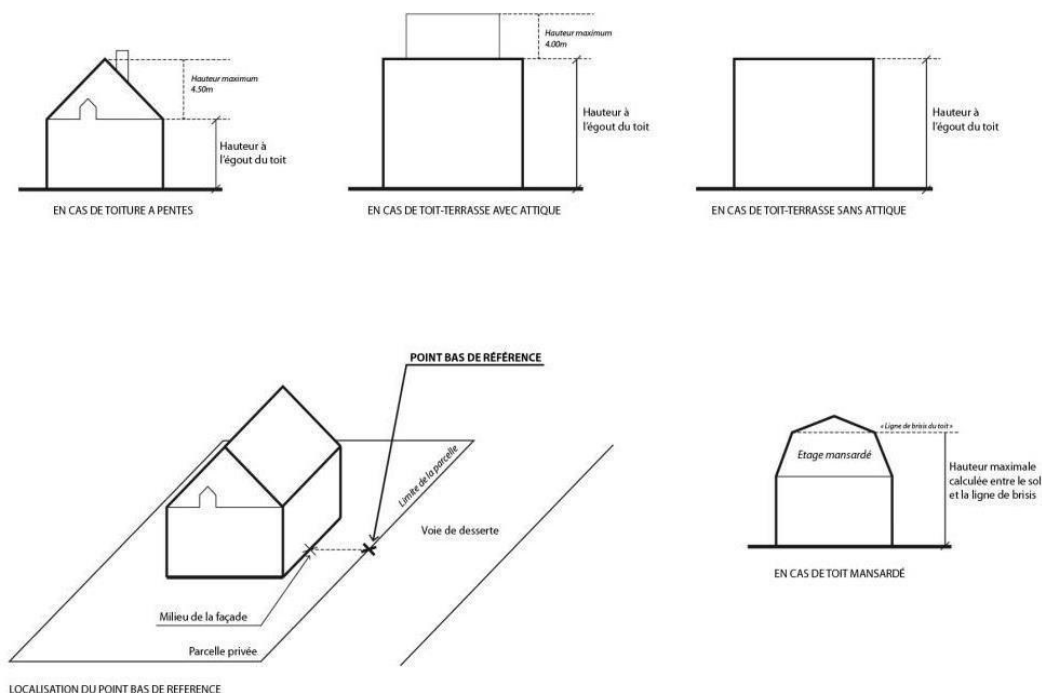 Hauteur maximum
4.50m
Hauteur à
l'égout du toit
EN CAS DE TOITURE A PENTES
Hauteur maximum
4.00m
Hauteur à
l'égout du toit
EN CAS DE TOIT-TERRASSE AVEC ATTIQUE
Hauteur à
l'égout du toit
EN CAS DE TOIT-TERRASSE SANS ATTIQUE
POINT BAS DE RÉFÉRENCE
Limite de la parcelle
Voie de desserte
Milieu de la façade
Parcelle privée
LOCALISATION DU POINT BAS DE REFERENCE
« Ligne de brisis du toit »
Etage mansardé
Hauteur maximale
calculée entre le sol
et la ligne de brisis
EN CAS DE TOIT MANSARDÉ